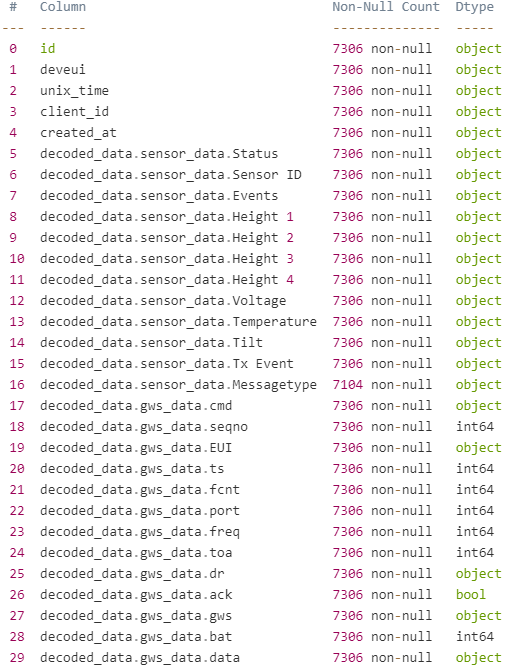 # Column Non-Null Count Dtype
--- ------ -------------- -----
0 id 7306 non-null object
1 deveui 7306 non-null object
2 unix_time 7306 non-null object
3 client_id 7306 non-null object
4 created_at 7306 non-null object
5 decoded_data.sensor_data.Status 7306 non-null object
6 decoded_data.sensor_data.Sensor ID 7306 non-null object
7 decoded_data.sensor_data.Events 7306 non-null object
8 decoded_data.sensor_data.Height 1 7306 non-null object
9 decoded_data.sensor_data.Height 2 7306 non-null object
10 decoded_data.sensor_data.Height 3 7306 non-null object
11 decoded_data.sensor_data.Height 4 7306 non-null object
12 decoded_data.sensor_data.Voltage 7306 non-null object
13 decoded_data.sensor_data.Temperature 7306 non-null object
14 decoded_data.sensor_data.Tilt 7306 non-null object
15 decoded_data.sensor_data.Tx Event 7306 non-null object
16 decoded_data.sensor_data.Messagetype 7104 non-null object
17 decoded_data.gws_data.cmd 7306 non-null object
18 decoded_data.gws_data.seqno 7306 non-null int64
19 decoded_data.gws_data.EUI 7306 non-null object
20 decoded_data.gws_data.ts 7306 non-null int64
21 decoded_data.gws_data.fcnt 7306 non-null int64
22 decoded_data.gws_data.port 7306 non-null int64
23 decoded_data.gws_data.freq 7306 non-null int64
24 decoded_data.gws_data.toa 7306 non-null int64
25 decoded_data.gws_data.dr 7306 non-null object
26 decoded_data.gws_data.ack 7306 non-null bool
27 decoded_data.gws_data.gws 7306 non-null object
28 decoded_data.gws_data.bat 7306 non-null int64
29 decoded_data.gws_data.data 7306 non-null object